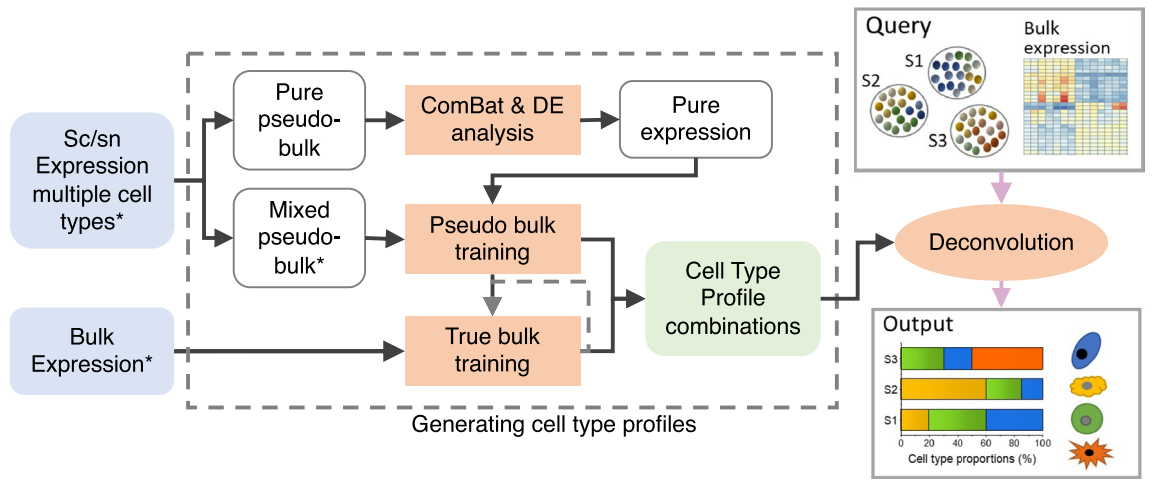 Sc/sn
Expression
multiple cell
types*
Bulk
Expression*
Pure
pseudo-
bulk
Mixed
pseudo-
bulk*
ComBat & DE
analysis
Pure
expression
Pseudo bulk
training
True bulk
training
Cell Type
Profile
combinations
Generating cell type profiles
Query
S1
S2
S3
Bulk
expression
Deconvolution
Output
S3
S2
S1
0 20 40 60 80 100
Cell type proportions (%)